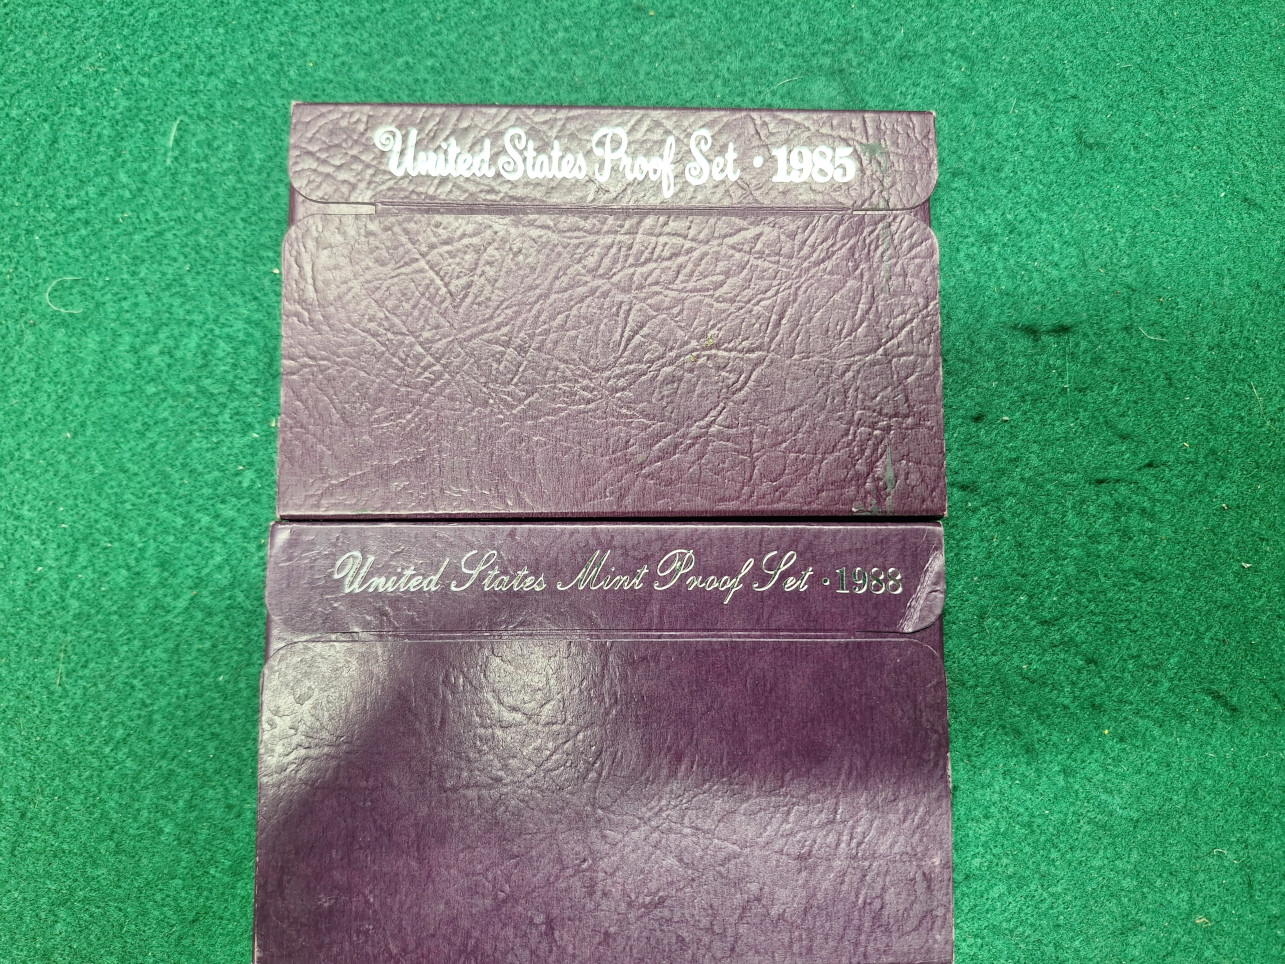 United States Proof Set · 1985
United States Mint Proof Set · 1988